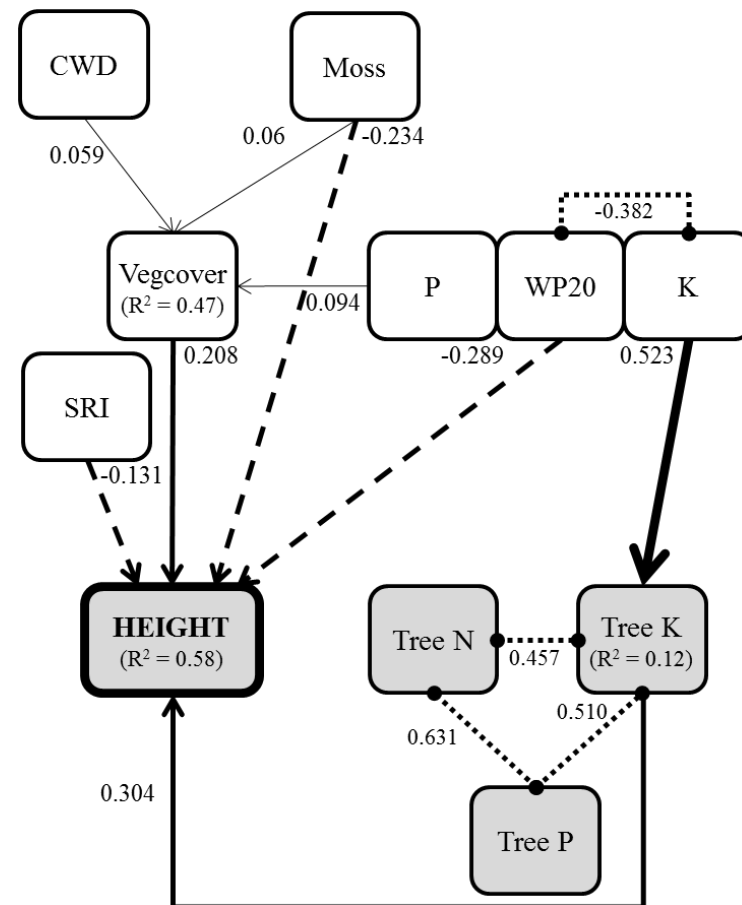 CWD
Moss
0.059
0.06
-0.234
-0.382
Vegcover
(R² = 0.47)
P
WP20
K
0.094
0.208
-0.289
0.523
SRI
-0.131
HEIGHT
(R² = 0.58)
Tree N
Tree K
(R² = 0.12)
0.457
0.510
0.631
0.304
Tree P